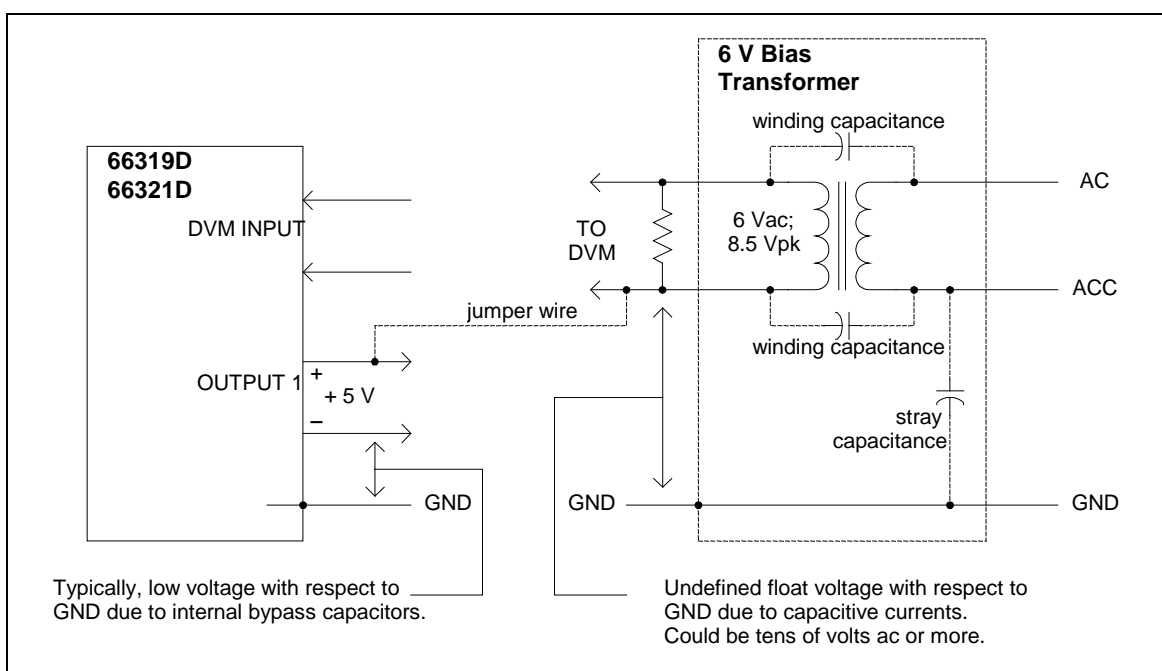 6 V Bias
Transformer
winding capacitance
66319D
66321D
DVM INPUT
TO
DVM
6 Vac;
8.5 Vpk
AC
ACC
jumper wire
winding capacitance
OUTPUT 1
+
+ 5 V
–
stray
capacitance
GND
GND
GND
Typically, low voltage with respect to
GND due to internal bypass capacitors.
Undefined float voltage with respect to
GND due to capacitive currents.
Could be tens of volts ac or more.